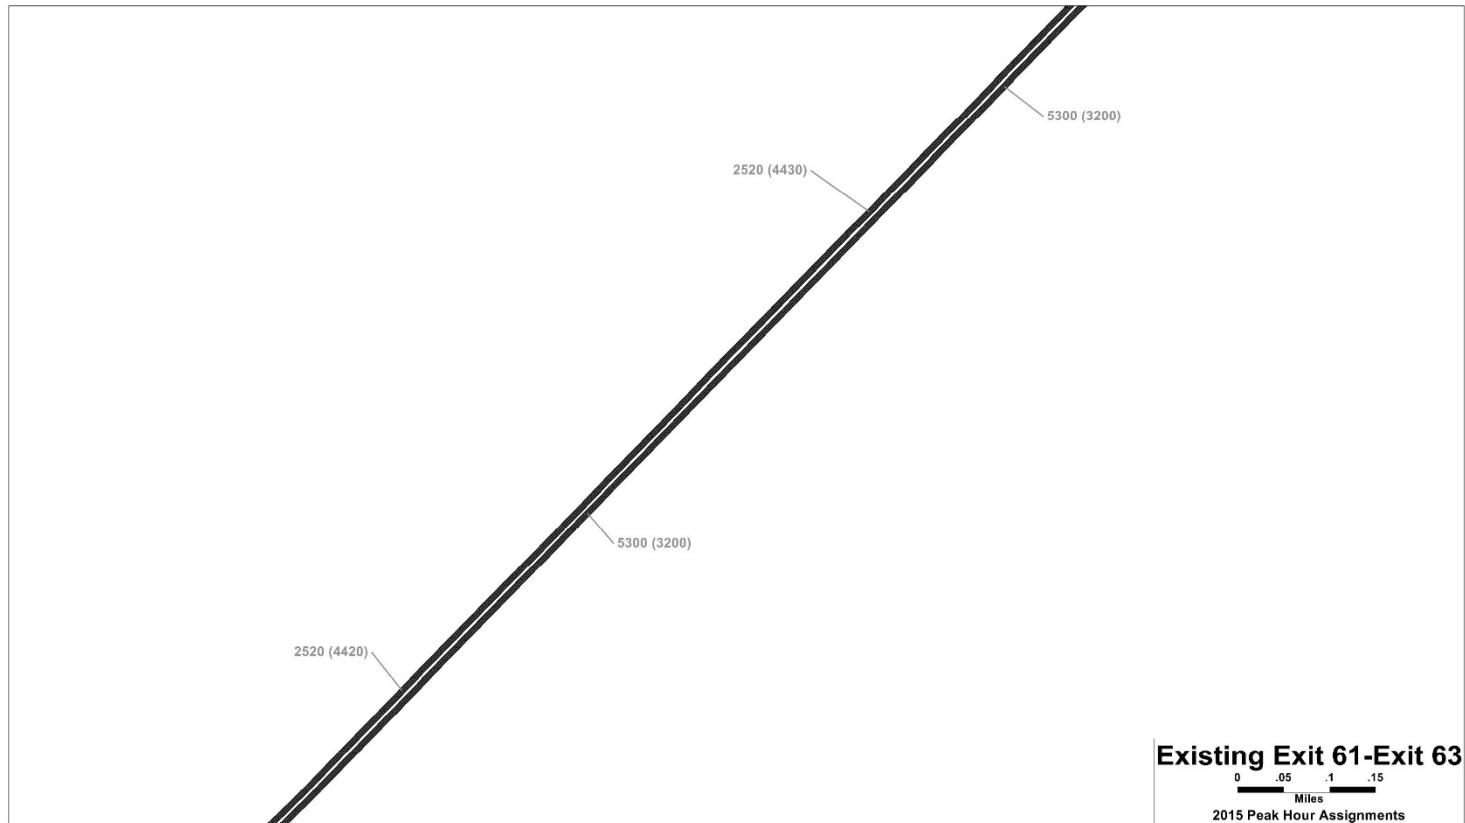 5300 (3200)
2520 (4430)
5300 (3200)
2520 (4420)
Existing Exit 61-Exit 63
0 .05 .1 .15
Miles
2015 Peak Hour Assignments